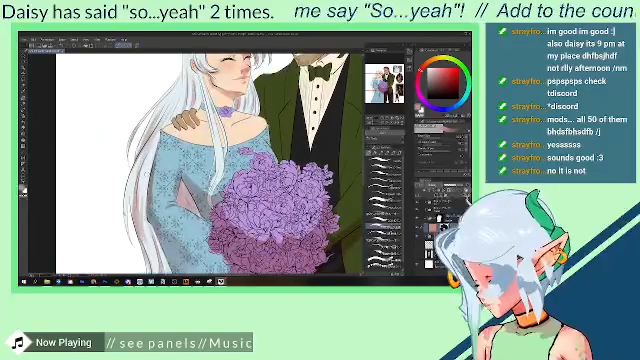 Daisy has said "so...yeah" 2 times.
me say "So...yeah"! // Add to the coun.
strayfro... im good im good :|
also daisy its 9 pm at
my place dhfbsjhdf
not rlly afternoon /nm
strayfro... pspspsps check
tdiscord
strayfro... *discord
strayfro... mods... all 50 of them
bhdsfbhsdfb /j
strayfro... yesssss
strayfro... sounds good :3
strayfro... no it is not
Now Playing // see panels//Music